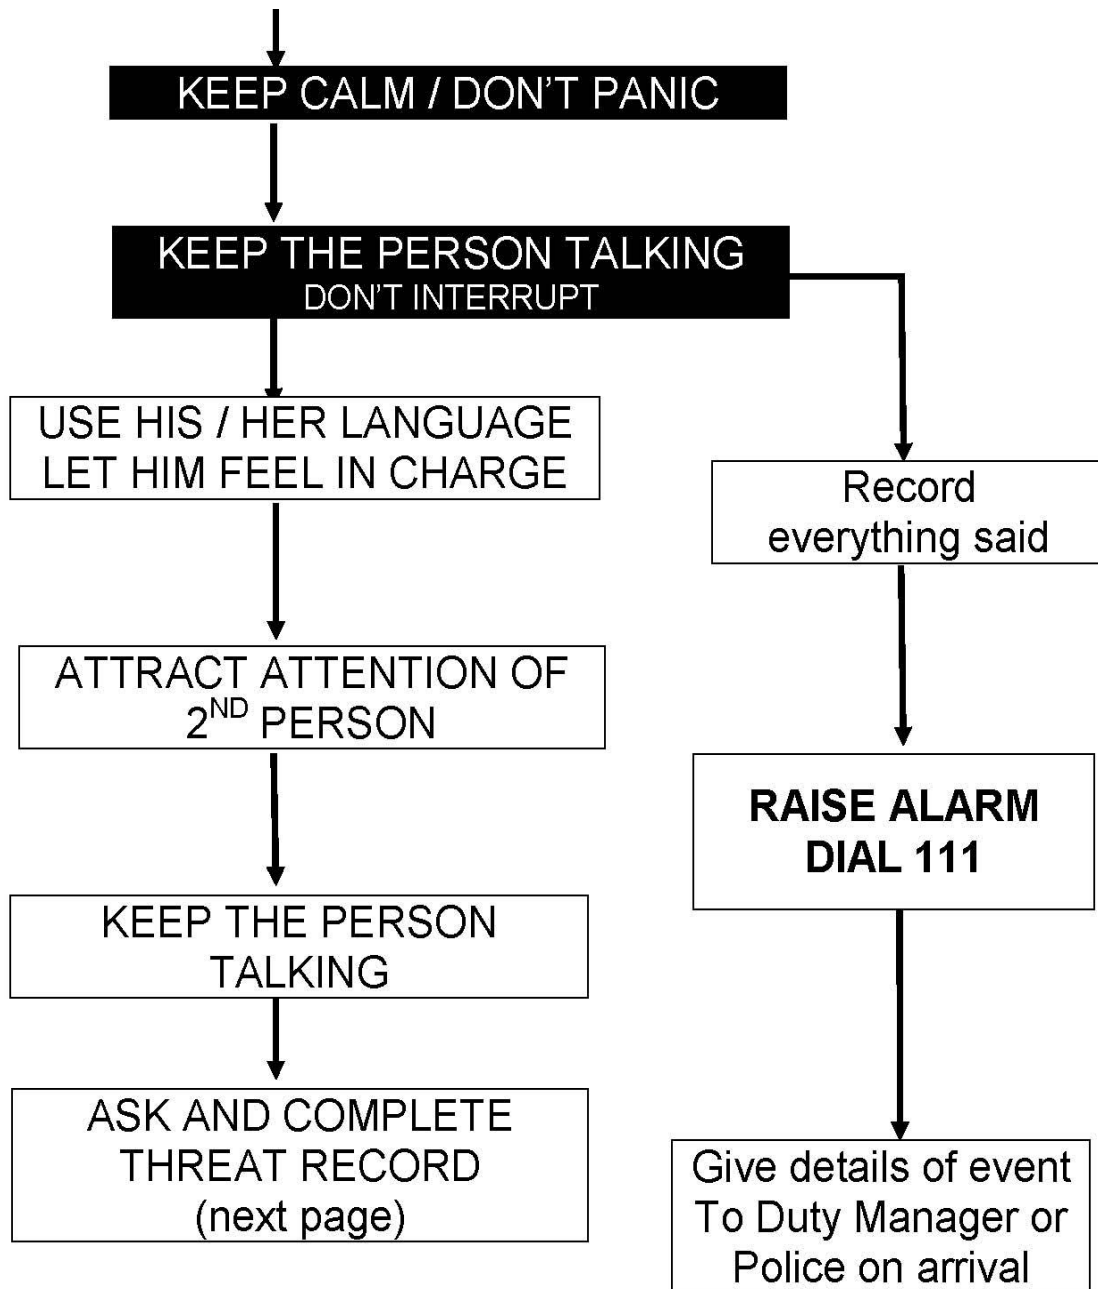 KEEP CALM / DON'T PANIC
KEEP THE PERSON TALKING
DON'T INTERRUPT
USE HIS / HER LANGUAGE
LET HIM FEEL IN CHARGE
ATTRACT ATTENTION OF
2ND PERSON
KEEP THE PERSON
TALKING
ASK AND COMPLETE
THREAT RECORD
(next page)
Record
everything said
RAISE ALARM
DIAL 111
Give details of event
To Duty Manager or
Police on arrival